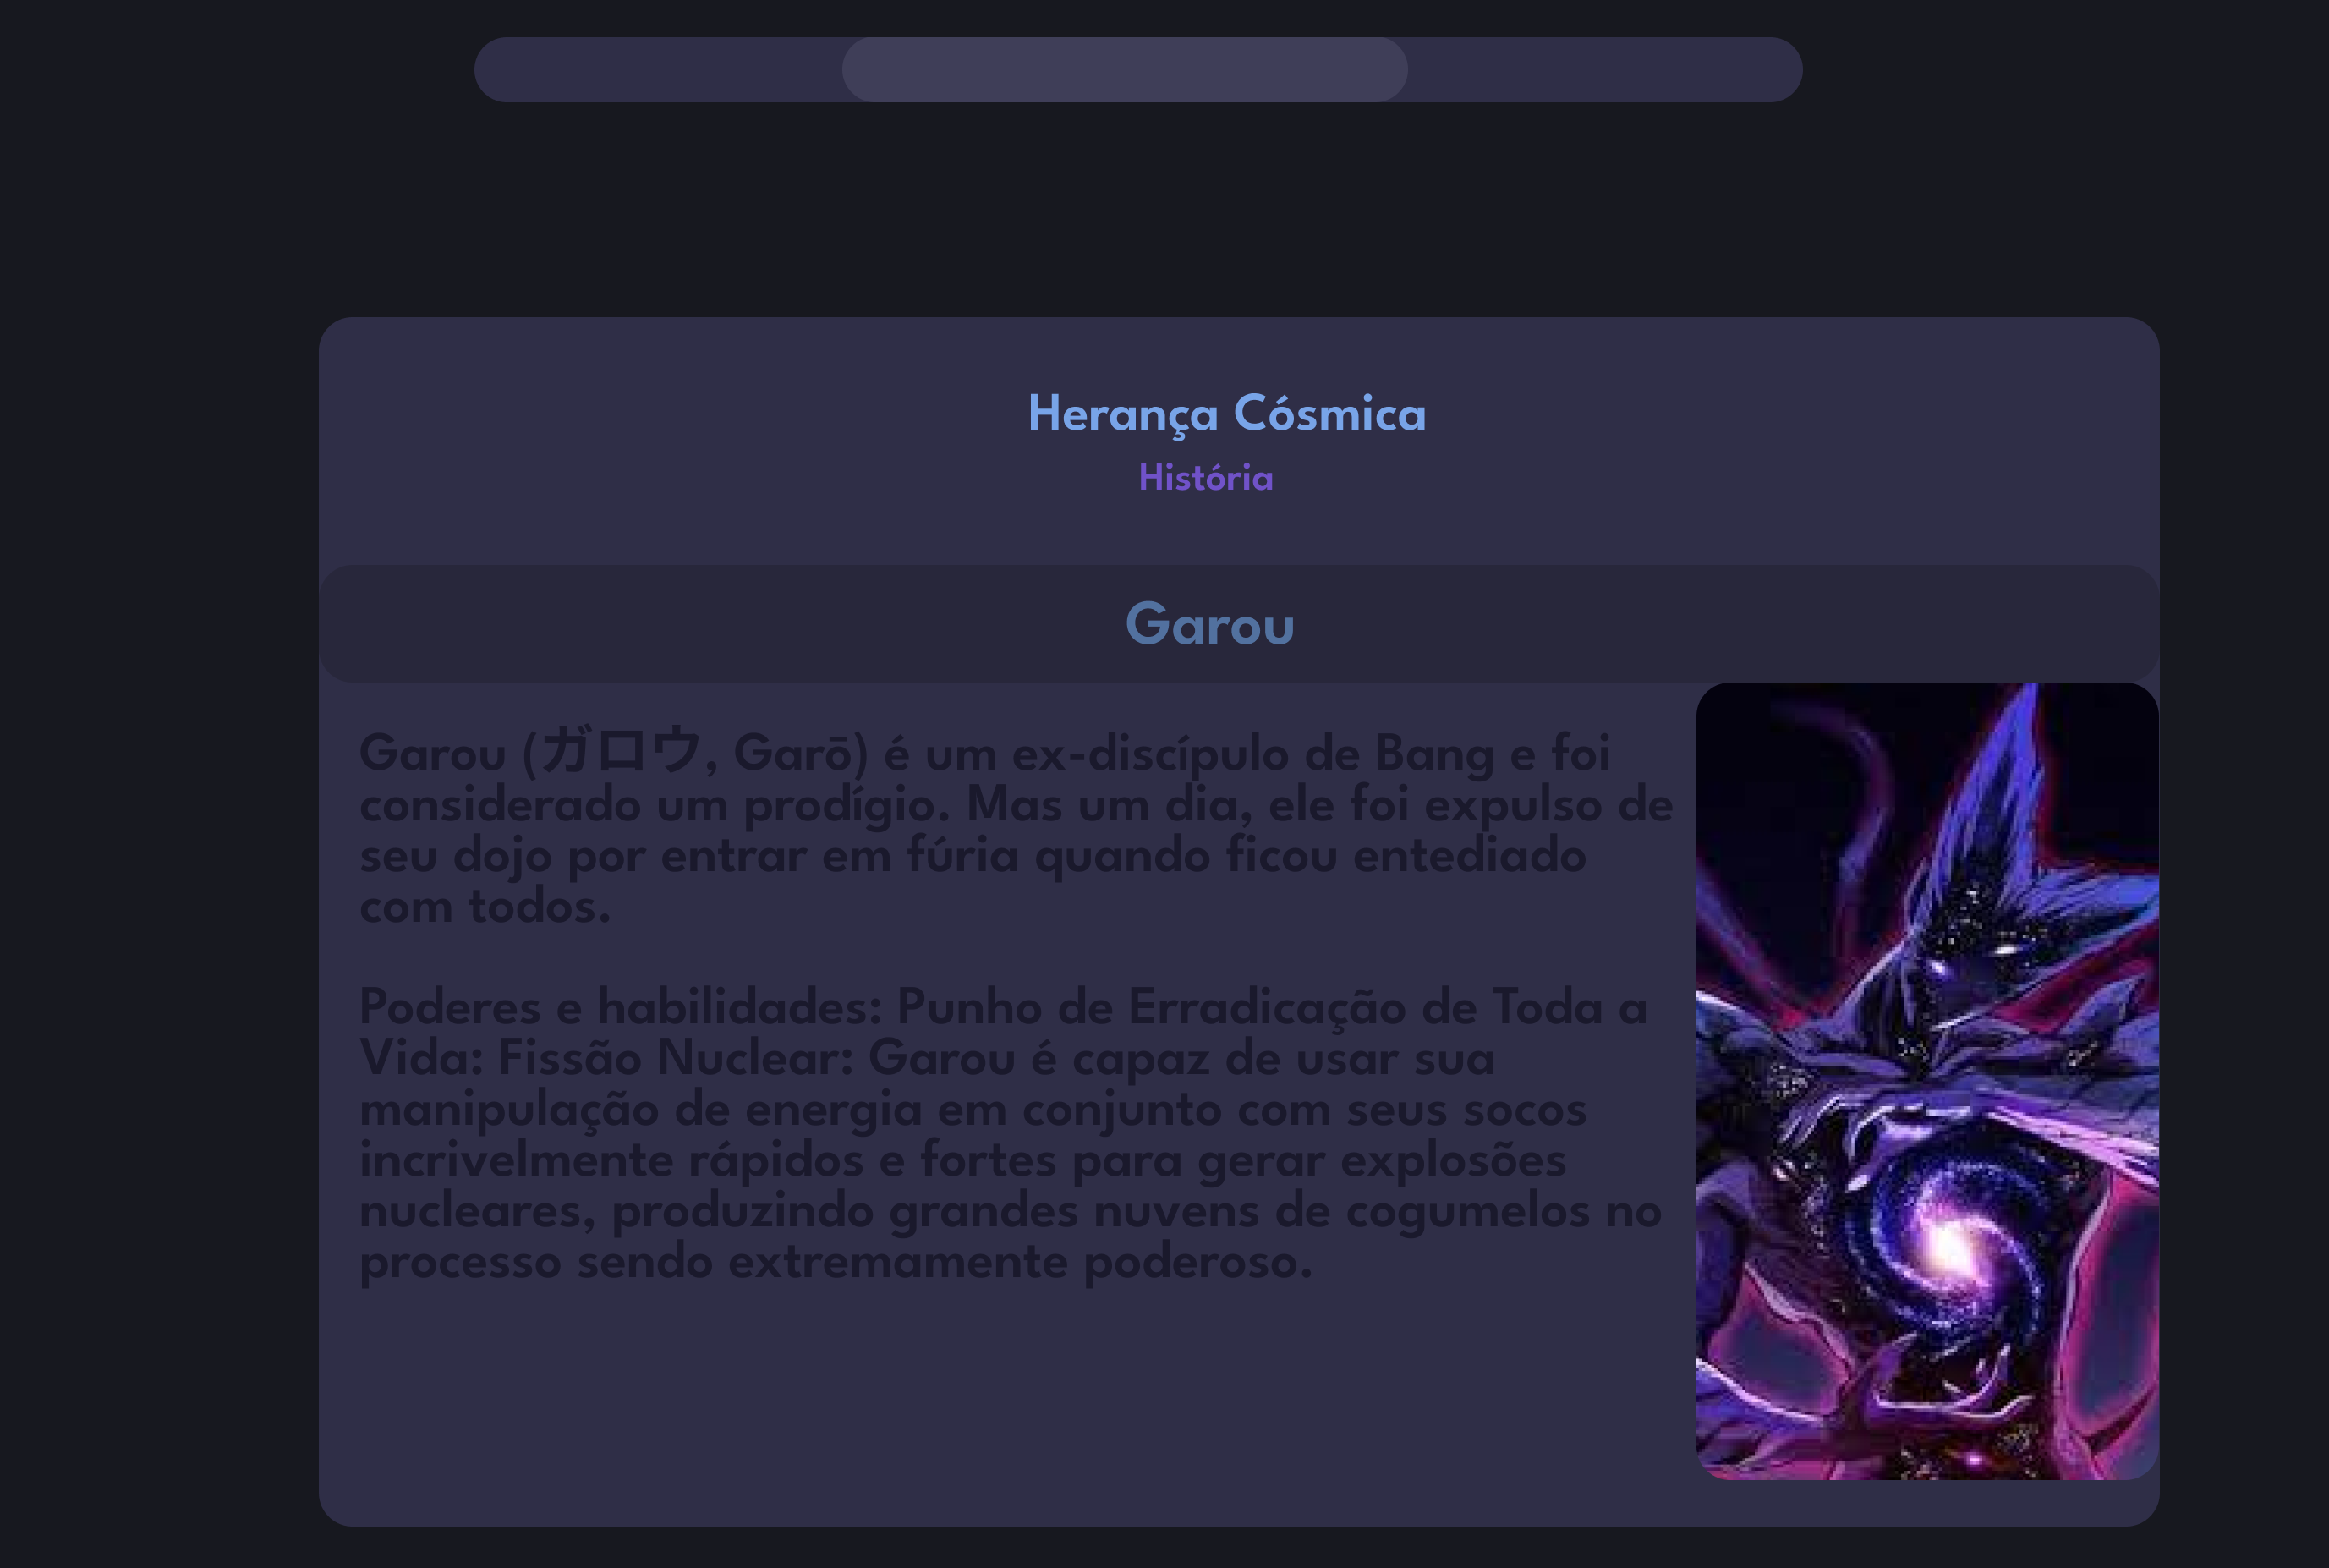 Herança Cósmica
História
Garou
Garou (ガロウ, Garō) é um ex-discípulo de Bang e foi
considerado um prodígio. Mas um dia, ele foi expulso de
seu dojo por entrar em fúria quando ficou entediado
com todos.
Poderes e habilidades: Punho de Erradicação de Toda a
Vida: Fissão Nuclear: Garou é capaz de usar sua
manipulação de energia em conjunto com seus socos
incrivelmente rápidos e fortes para gerar explosões
nucleares, produzindo grandes nuvens de cogumelos no
processo sendo extremamente poderoso.